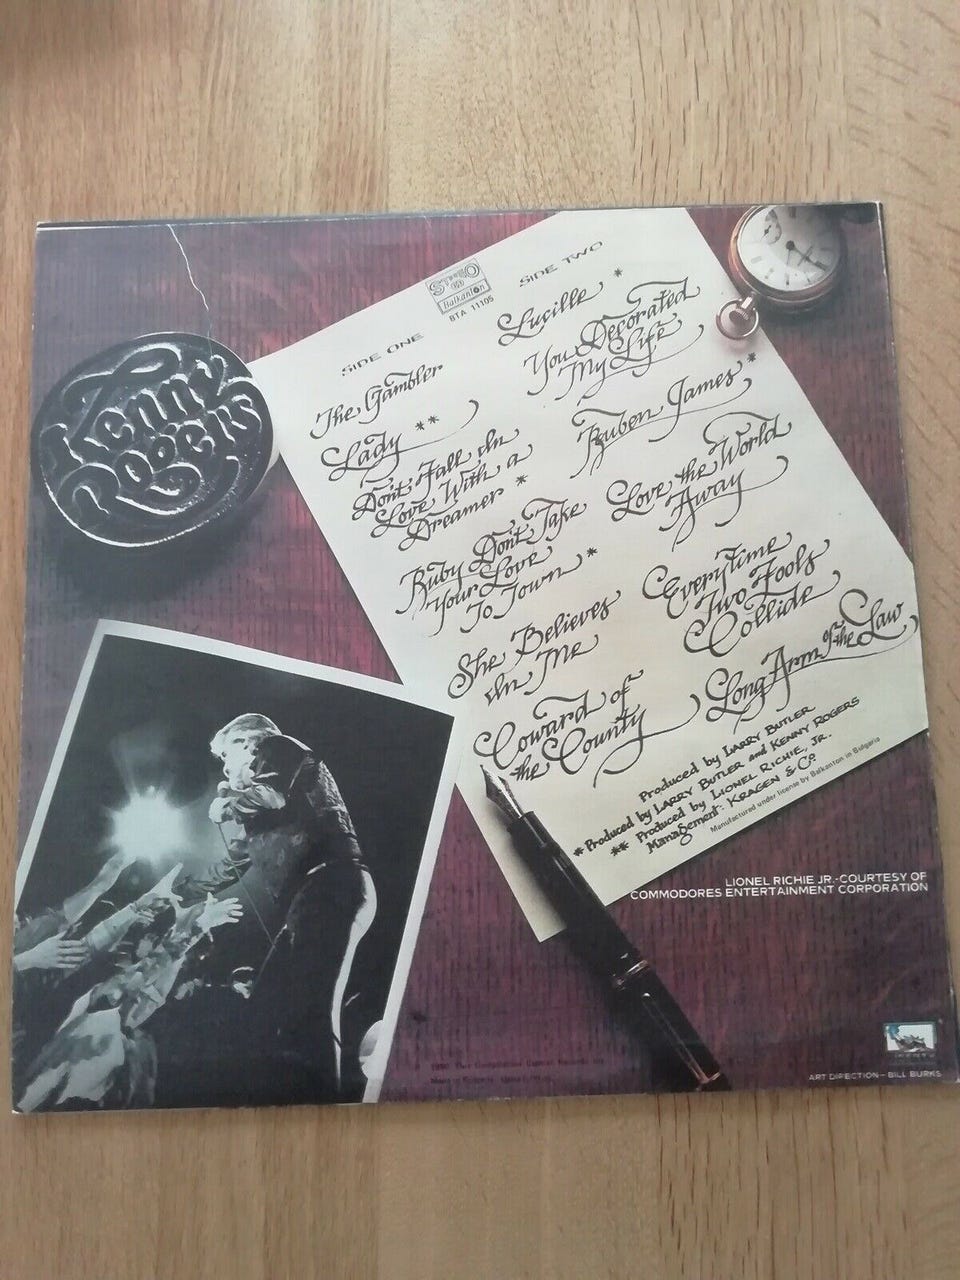 Kenny
Rogers
STEREO
Balkanton
BTA 11105
SIDE ONE
The Gambler
Lady **
Don't Fall In
Love With a
Dreamer *
Ruby Don't Take
Your Love
To Town *
She Believes
In Me
Coward of
the County
SIDE TWO
Lucille *
You Decorated
My Life
Ruben James *
Love the World
Away
Everytime
Two Fools
Collide
Long Arm of the Law
Produced by LARRY BUTLER
* Produced by LARRY BUTLER and KENNY ROGERS
** Produced by LIONEL RICHIE, JR.
Management: KRAGEN & CO
Manufactured under license by Balkanton in Bulgaria
LIONEL RICHIE JR.-COURTESY OF
COMMODORES ENTERTAINMENT CORPORATION
ART DIRECTION—BILL BURKS